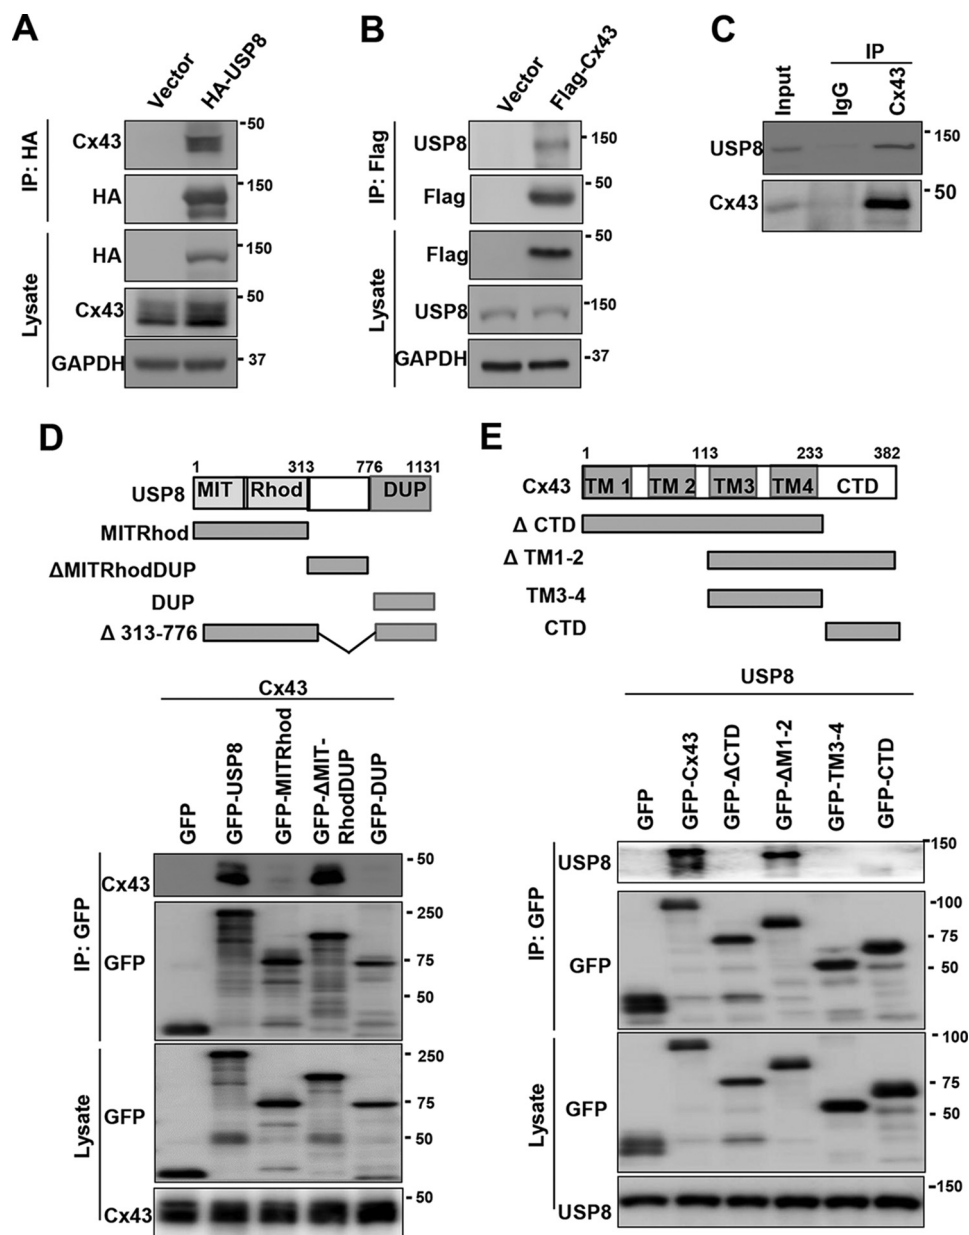 A
Vector
HA-USP8
IP: HA
Cx43
-50
HA
150
-
Lysate
HA
-150
Cx43
-50
GAPDH
-37
B
Vector
Flag-Cx43
IP: Flag
USP8
-150
Flag
-50
Lysate
Flag
-50
USP8
-150
GAPDH
-37
C
IP
Input
IgG
Cx43
USP8
-150
Cx43
-50
D
1 313 776 1131
USP8 MIT Rhod DUP
MITRhod
ΔMITRhodDUP
DUP
Δ 313-776
Cx43
GFP
GFP-USP8
GFP-MITRhod
GFP-ΔMIT-
RhodDUP
GFP-DUP
IP: GFP
Cx43
- 50
GFP
- 250
- 75
- 50
Lysate
GFP
- 250
- 75
- 50
Cx43
- 50
E
1 113 233 382
Cx43 TM 1 TM 2 TM3 TM4 CTD
Δ CTD
Δ TM1-2
TM3-4
CTD
USP8
GFP
GFP-Cx43
GFP-ΔCTD
GFP-ΔM1-2
GFP-TM3-4
GFP-CTD
IP: GFP
USP8
-150
GFP
-100
- 75
- 50
Lysate
GFP
- 100
- 75
- 50
USP8
-150